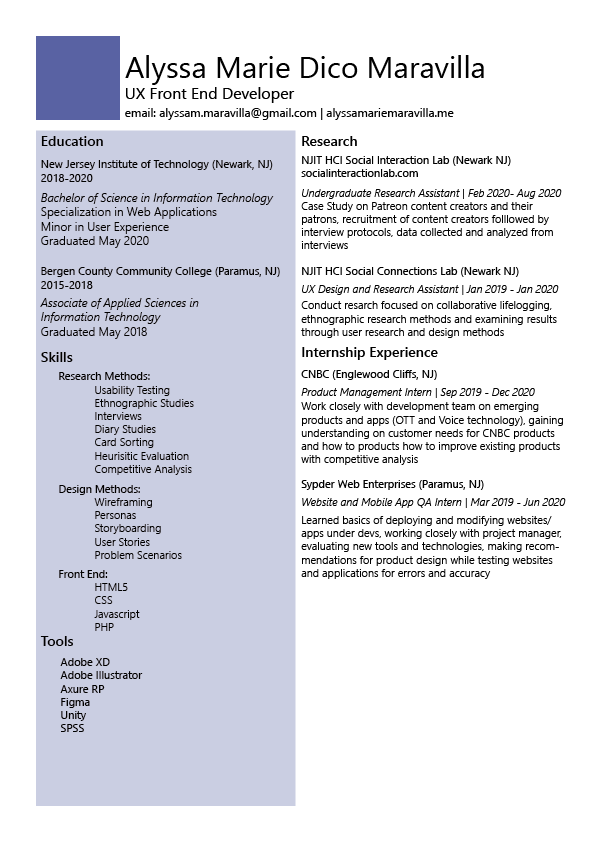 Alyssa Marie Dico Maravilla
UX Front End Developer
email: alyssam.maravilla@gmail.com | alyssamariemaravilla.me
Education
New Jersey Institute of Technology (Newark, NJ)
2018-2020
Bachelor of Science in Information Technology
Specialization in Web Applications
Minor in User Experience
Graduated May 2020
Bergen County Community College (Paramus, NJ)
2015-2018
Associate of Applied Sciences in
Information Technology
Graduated May 2018
Skills
Research Methods:
Usability Testing
Ethnographic Studies
Interviews
Diary Studies
Card Sorting
Heurisitic Evaluation
Competitive Analysis
Design Methods:
Wireframing
Personas
Storyboarding
User Stories
Problem Scenarios
Front End:
HTML5
CSS
Javascript
PHP
Tools
Adobe XD
Adobe Illustrator
Axure RP
Figma
Unity
SPSS
Research
NJIT HCI Social Interaction Lab (Newark NJ)
socialinteractionlab.com
Undergraduate Research Assistant | Feb 2020- Aug 2020
Case Study on Patreon content creators and their
patrons, recruitment of content creators follwed by
interview protocols, data collected and analyzed from
interviews
NJIT HCI Social Connections Lab (Newark NJ)
UX Design and Research Assistant | Jan 2019 - Jan 2020
Conduct resarch focused on collaborative lifelogging,
ethnographic research methods and examining results
through user research and design methods
Internship Experience
CNBC (Englewood Cliffs, NJ)
Product Management Intern | Sep 2019 - Dec 2020
Work closely with development team on emerging
products and apps (OTT and Voice technology), gaining
understanding on customer needs for CNBC products
and how to products how to improve existing products
with competitive analysis
Sypder Web Enterprises (Paramus, NJ)
Website and Mobile App QA Intern | Mar 2019 - Jun 2020
Learned basics of deploying and modifying websites/
apps under devs, working closely with project manager,
evaluating new tools and technologies, making recom-
mendations for product design while testing websites
and applications for errors and accuracy